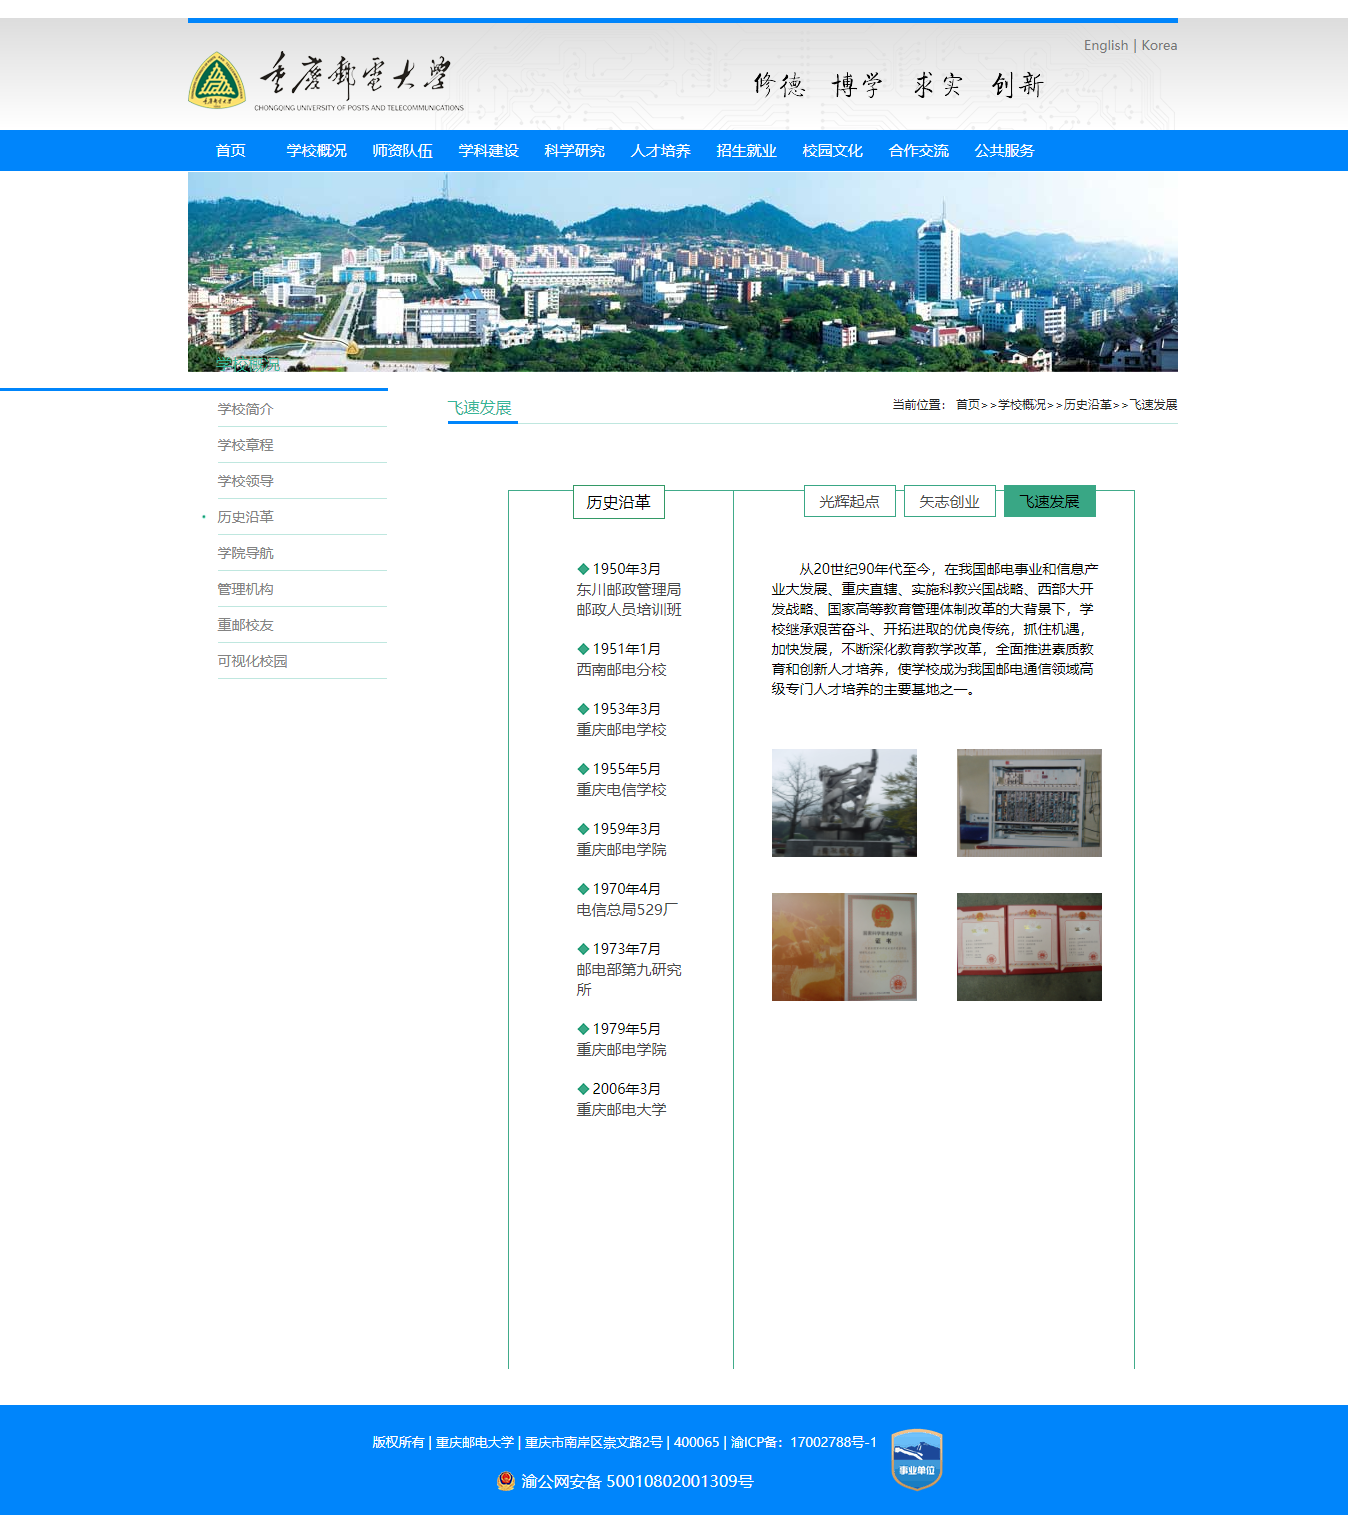 English | Korea
重庆邮电大学
CHONGQING UNIVERSITY OF POSTS AND TELECOMMUNICATIONS
修德 博学 求实 创新
首页 学校概况 师资队伍 学科建设 科学研究 人才培养 招生就业 校园文化 合作交流 公共服务
学校概况
学校简介
学校章程
学校领导
历史沿革
学院导航
管理机构
重邮校友
可视化校园
飞速发展
当前位置： 首页>>学校概况>>历史沿革>>飞速发展
历史沿革
1950年3月
东川邮政管理局
邮政人员培训班
1951年1月
西南邮电分校
1953年3月
重庆邮电学校
1955年5月
重庆电信学校
1959年3月
重庆邮电学院
1970年4月
电信总局529厂
1973年7月
邮电部第九研究
所
1979年5月
重庆邮电学院
2006年3月
重庆邮电大学
光辉起点 矢志创业 飞速发展
从20世纪90年代至今，在我国邮电事业和信息产
业大发展、重庆直辖、实施科教兴国战略、西部大开
发战略、国家高等教育管理体制改革的大背景下，学
校继承艰苦奋斗、开拓进取的优良传统，抓住机遇，
加快发展，不断深化教育教学改革，全面推进素质教
育和创新人才培养，使学校成为我国邮电通信领域高
级专门人才培养的主要基地之一。
证 书
版权所有 | 重庆邮电大学 | 重庆市南岸区崇文路2号 | 400065 | 渝ICP备：17002788号-1
事业单位
渝公网安备 50010802001309号